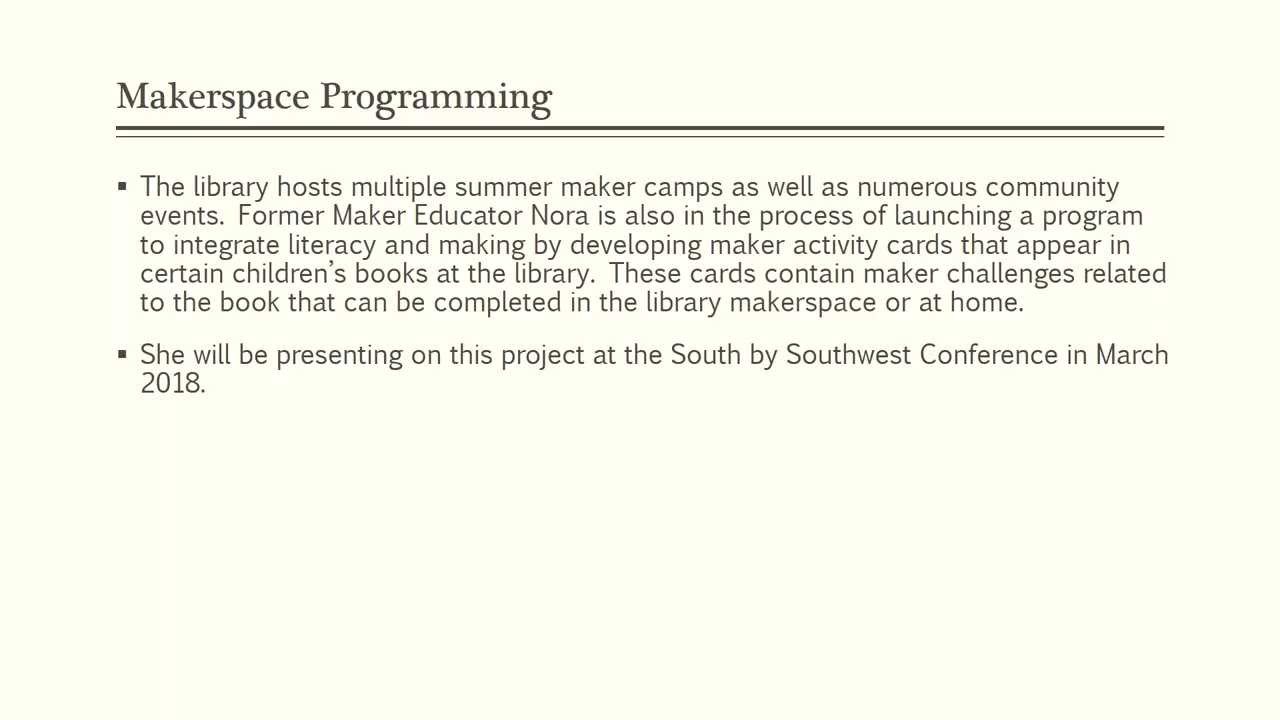 Makerspace Programming
▪ The library hosts multiple summer maker camps as well as numerous community
events.  Former Maker Educator Nora is also in the process of launching a program
to integrate literacy and making by developing maker activity cards that appear in
certain children’s books at the library.  These cards contain maker challenges related
to the book that can be completed in the library makerspace or at home.
▪ She will be presenting on this project at the South by Southwest Conference in March
2018.